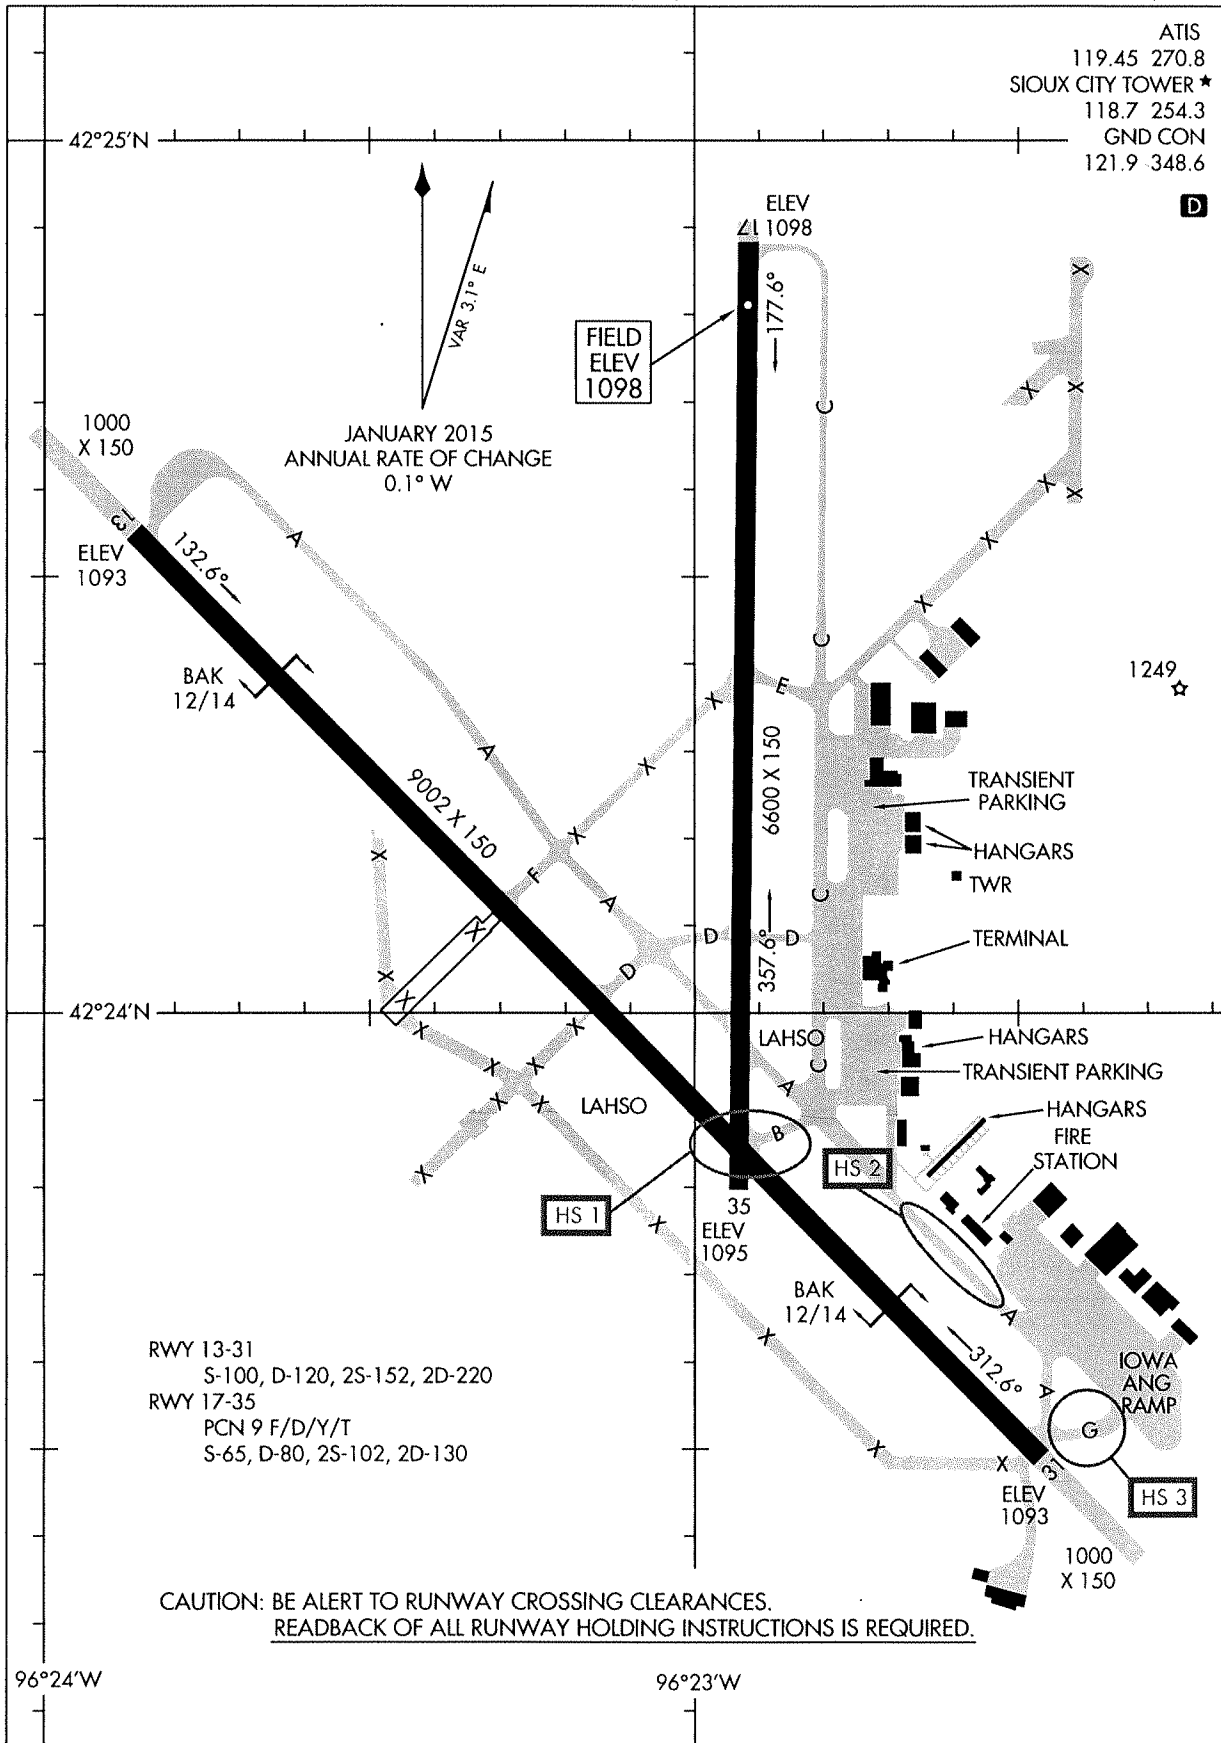 ATIS
119.45 270.8
SIOUX CITY TOWER ★
118.7 254.3
GND CON
121.9 348.6
D
42°25'N
VAR 3.1° E
JANUARY 2015
ANNUAL RATE OF CHANGE
0.1° W
ELEV
1098
17
177.6°
FIELD
ELEV
1098
X
X
X
X
X
X
X
X
C
1000
X 150
13
ELEV
1093
132.6°
A
BAK
12/14
C
E
X
1249
A
X
9002 X 150
6600 X 150
TRANSIENT
PARKING
HANGARS
TWR
X
X
F
A
C
X
D
D
D
357.6°
TERMINAL
X
X
42°24'N
X
X
X
LAHSO
C
HANGARS
TRANSIENT PARKING
X
X
X
X
LAHSO
A
B
HANGARS
FIRE
STATION
X
HS 1
HS 2
35
ELEV
1095
X
BAK
12/14
A
X
312.6°
IOWA
ANG
RAMP
A
G
RWY 13-31
S-100, D-120, 2S-152, 2D-220
RWY 17-35
PCN 9 F/D/Y/T
S-65, D-80, 2S-102, 2D-130
X
X
31
ELEV
1093
HS 3
1000
X 150
CAUTION: BE ALERT TO RUNWAY CROSSING CLEARANCES.
READBACK OF ALL RUNWAY HOLDING INSTRUCTIONS IS REQUIRED.
96°24'W
96°23'W